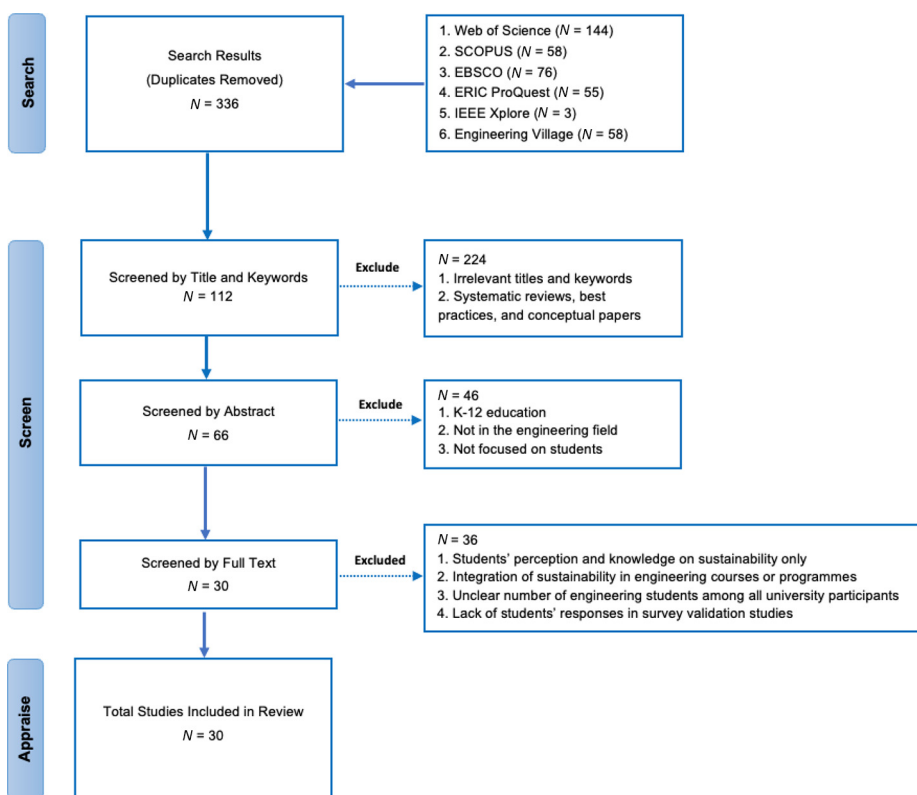 Search
Search Results
(Duplicates Removed)
N = 336
1. Web of Science (N = 144)
2. SCOPUS (N = 58)
3. EBSCO (N = 76)
4. ERIC ProQuest (N = 55)
5. IEEE Xplore (N = 3)
6. Engineering Village (N = 58)
Screen
Screened by Title and Keywords
N = 112
Exclude
N = 224
1. Irrelevant titles and keywords
2. Systematic reviews, best
practices, and conceptual papers
Screened by Abstract
N = 66
Exclude
N = 46
1. K-12 education
2. Not in the engineering field
3. Not focused on students
Screened by Full Text
N = 30
Excluded
N = 36
1. Students' perception and knowledge on sustainability only
2. Integration of sustainability in engineering courses or programmes
3. Unclear number of engineering students among all university participants
4. Lack of students' responses in survey validation studies
Appraise
Total Studies Included in Review
N = 30